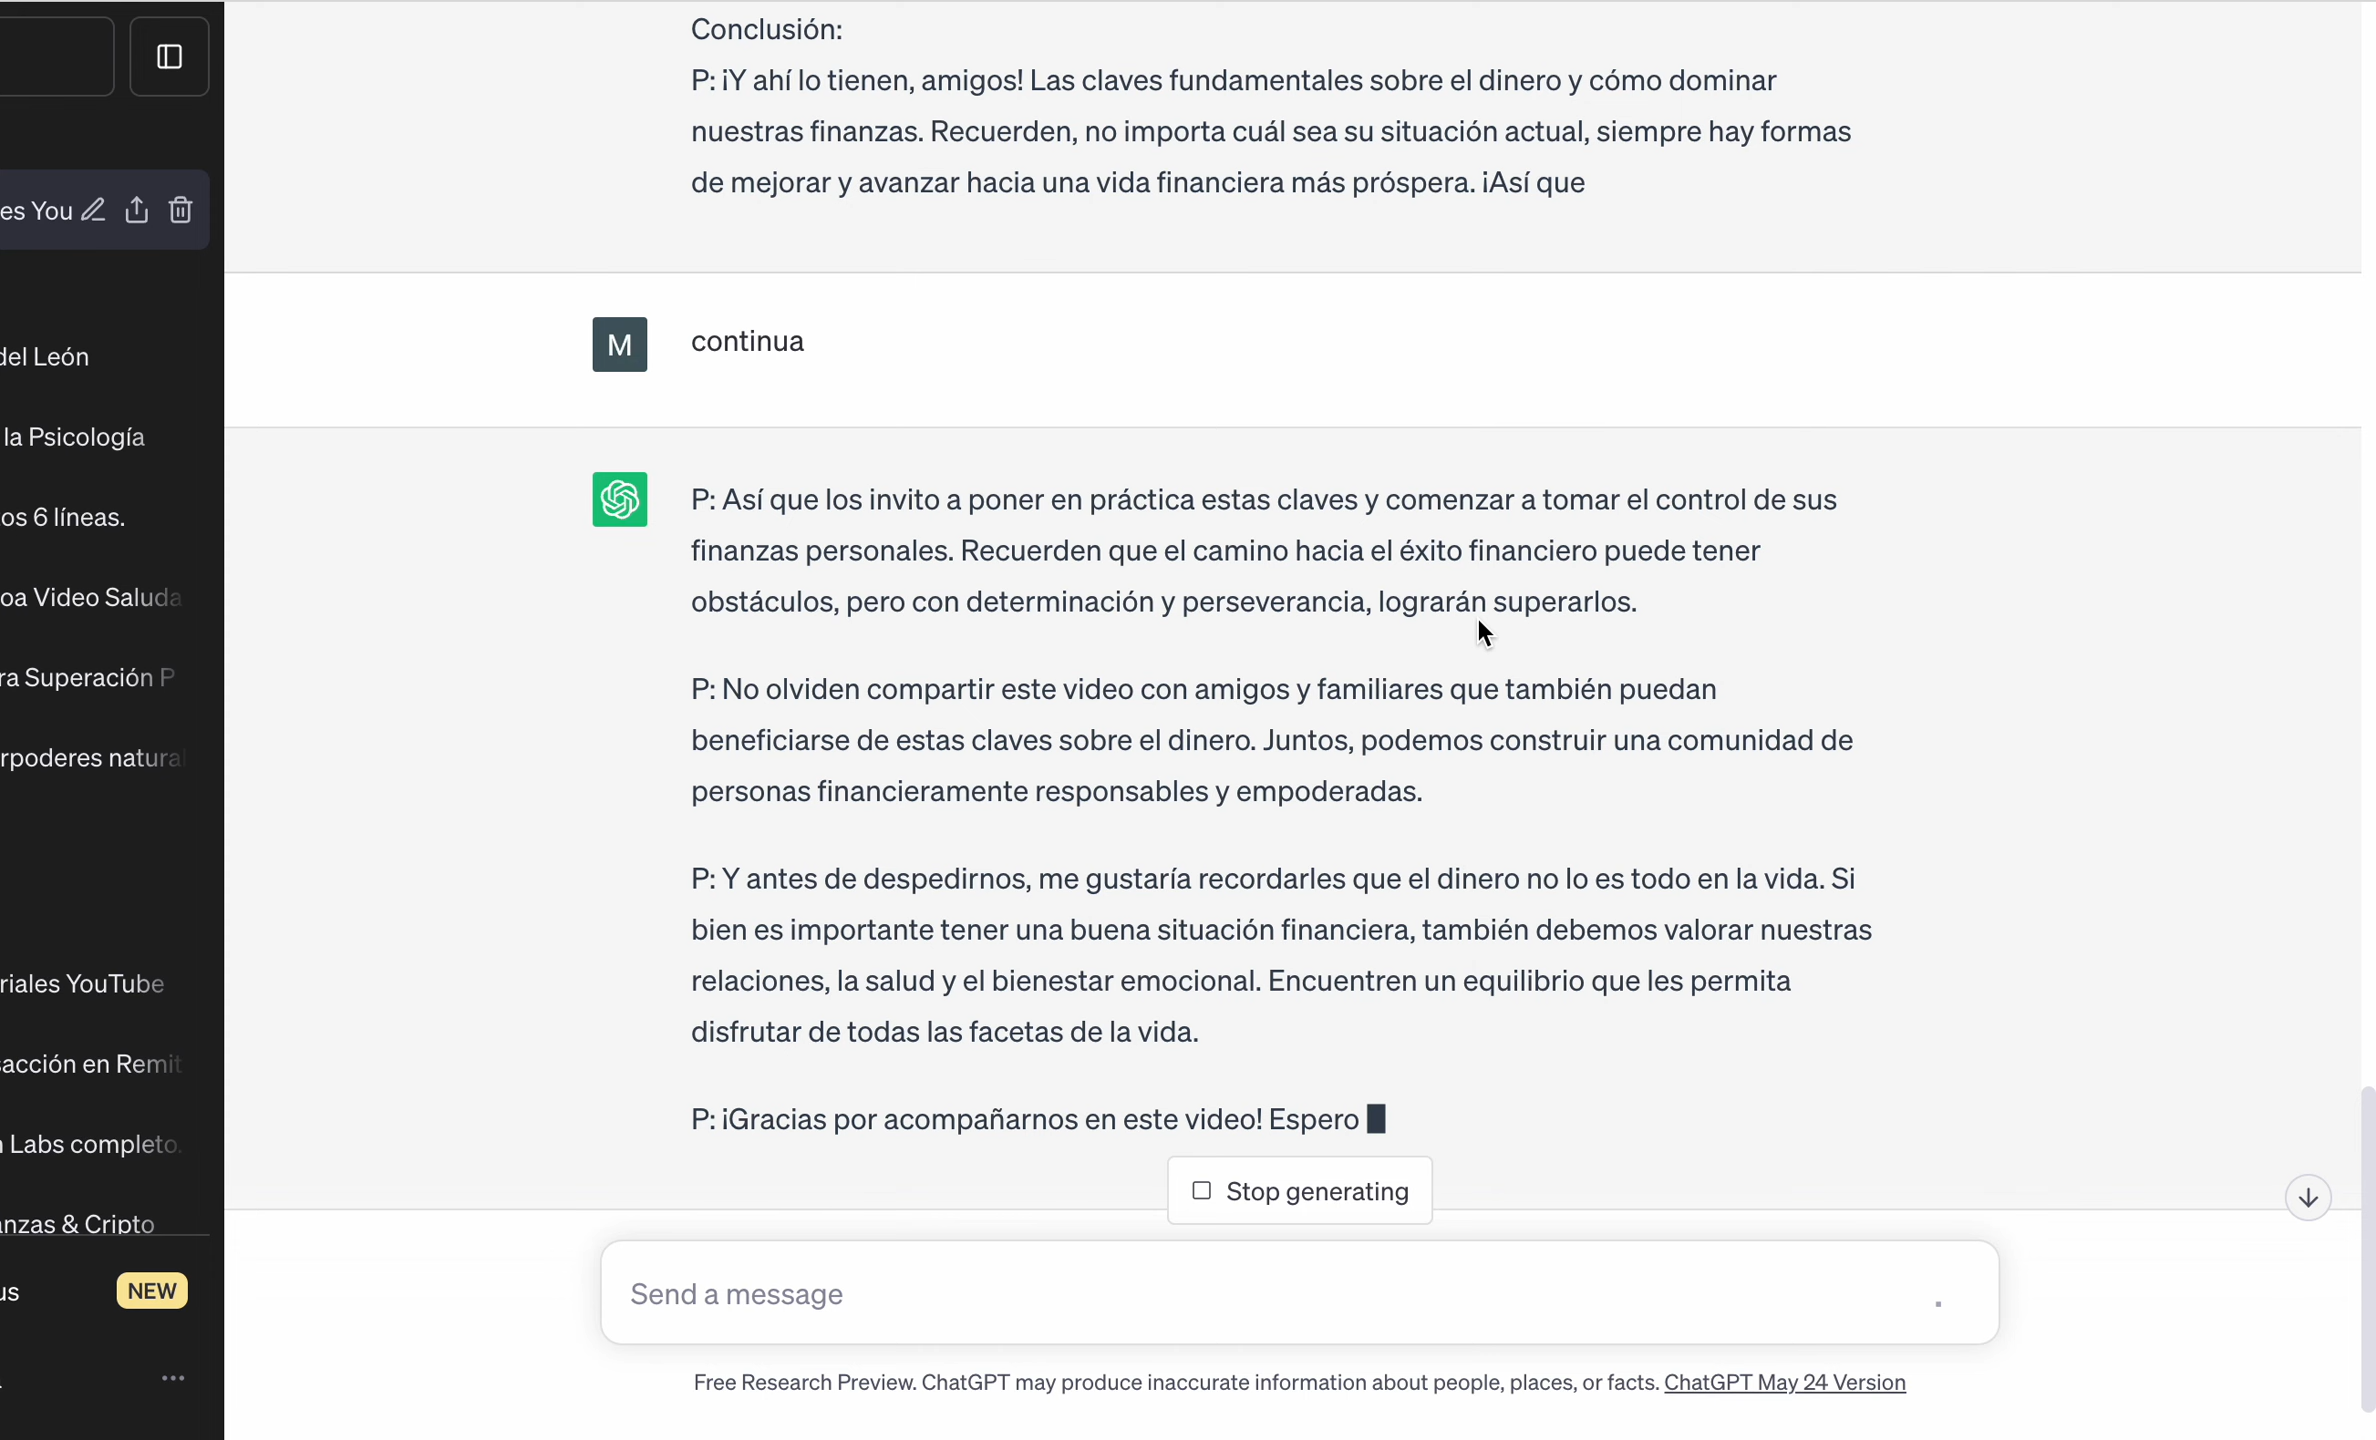 Conclusión:
P: ¡Y ahí lo tienen, amigos! Las claves fundamentales sobre el dinero y cómo dominar
nuestras finanzas. Recuerden, no importa cuál sea su situación actual, siempre hay formas
de mejorar y avanzar hacia una vida financiera más próspera. ¡Así que
es You
M
continua
del León
la Psicología
os 6 líneas.
oa Video Saluda
ra Superación P
rpoderes natural
riales YouTube
sacción en Remit
n Labs completo.
anzas & Cripto
us
NEW
P: Así que los invito a poner en práctica estas claves y comenzar a tomar el control de sus
finanzas personales. Recuerden que el camino hacia el éxito financiero puede tener
obstáculos, pero con determinación y perseverancia, lograrán superarlos.
P: No olviden compartir este video con amigos y familiares que también puedan
beneficiarse de estas claves sobre el dinero. Juntos, podemos construir una comunidad de
personas financieramente responsables y empoderadas.
P: Y antes de despedirnos, me gustaría recordarles que el dinero no lo es todo en la vida. Si
bien es importante tener una buena situación financiera, también debemos valorar nuestras
relaciones, la salud y el bienestar emocional. Encuentren un equilibrio que les permita
disfrutar de todas las facetas de la vida.
P: ¡Gracias por acompañarnos en este video! Espero
Stop generating
Send a message
Free Research Preview. ChatGPT may produce inaccurate information about people, places, or facts. ChatGPT May 24 Version